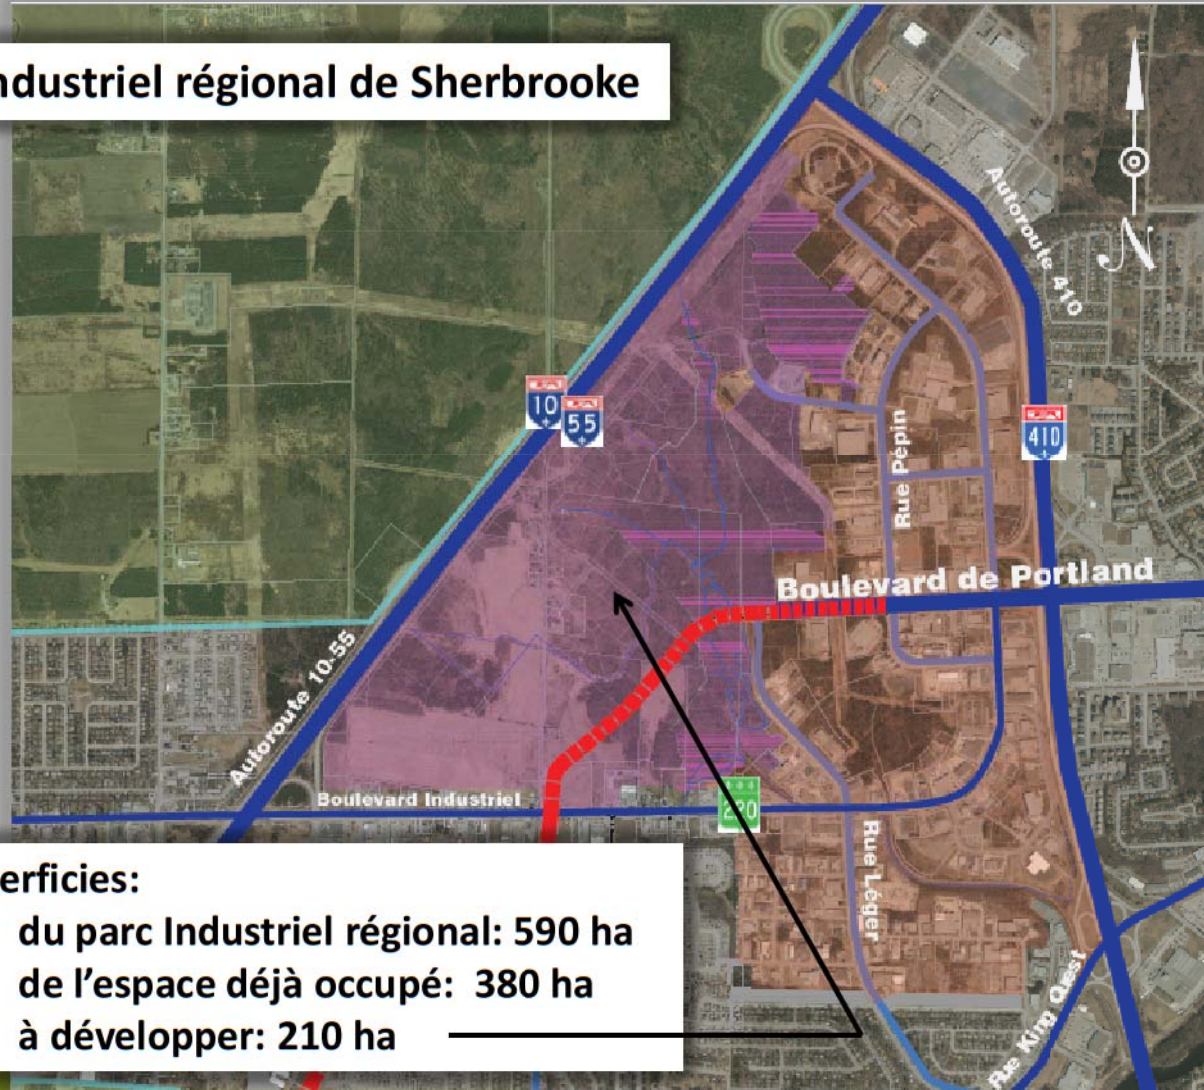 ndustriel régional de Sherbrooke
N
Autoroute 410
10
55
410
Rue Pépin
Boulevard de Portland
Autoroute 10-55
Boulevard Industriel
220
Rue Léger
Rue King Ouest
erficies:
du parc Industriel régional: 590 ha
de l'espace déjà occupé: 380 ha
à développer: 210 ha